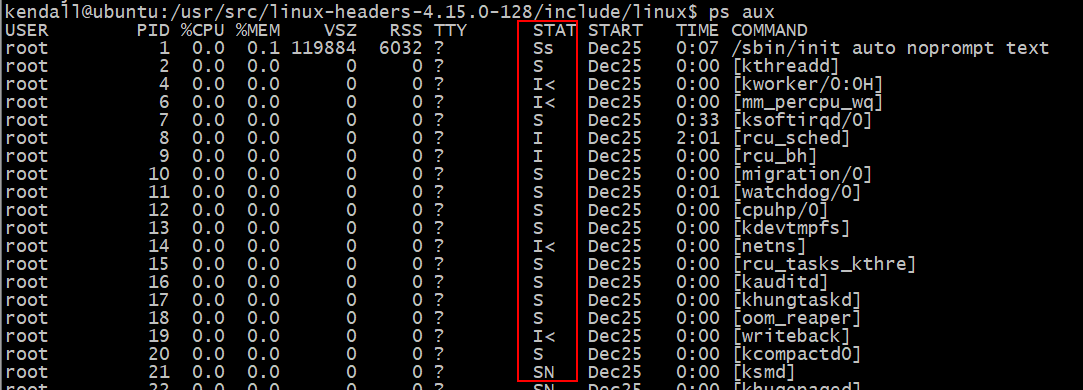 kendall@ubuntu:/usr/src/linux-headers-4.15.0-128/include/linux$ ps aux
USER PID %CPU %MEM VSZ RSS TTY STAT START TIME COMMAND
root 1 0.0 0.1 119884 6032 ? Ss Dec25 0:07 /sbin/init auto noprompt text
root 2 0.0 0.0 0 0 ? S Dec25 0:00 [kthreadd]
root 4 0.0 0.0 0 0 ? I< Dec25 0:00 [kworker/0:0H]
root 6 0.0 0.0 0 0 ? I< Dec25 0:00 [mm_percpu_wq]
root 7 0.0 0.0 0 0 ? S Dec25 0:33 [ksoftirqd/0]
root 8 0.0 0.0 0 0 ? I Dec25 2:01 [rcu_sched]
root 9 0.0 0.0 0 0 ? I Dec25 0:00 [rcu_bh]
root 10 0.0 0.0 0 0 ? S Dec25 0:00 [migration/0]
root 11 0.0 0.0 0 0 ? S Dec25 0:01 [watchdog/0]
root 12 0.0 0.0 0 0 ? S Dec25 0:00 [cpuhp/0]
root 13 0.0 0.0 0 0 ? S Dec25 0:00 [kdevtmpfs]
root 14 0.0 0.0 0 0 ? I< Dec25 0:00 [netns]
root 15 0.0 0.0 0 0 ? S Dec25 0:00 [rcu_tasks_kthre]
root 16 0.0 0.0 0 0 ? S Dec25 0:00 [kauditd]
root 17 0.0 0.0 0 0 ? S Dec25 0:00 [khungtaskd]
root 18 0.0 0.0 0 0 ? S Dec25 0:00 [oom_reaper]
root 19 0.0 0.0 0 0 ? I< Dec25 0:00 [writeback]
root 20 0.0 0.0 0 0 ? S Dec25 0:00 [kcompactd0]
root 21 0.0 0.0 0 0 ? SN Dec25 0:00 [ksmd]
root 22 0.0 0.0 0 0 ? SN Dec25 0:00